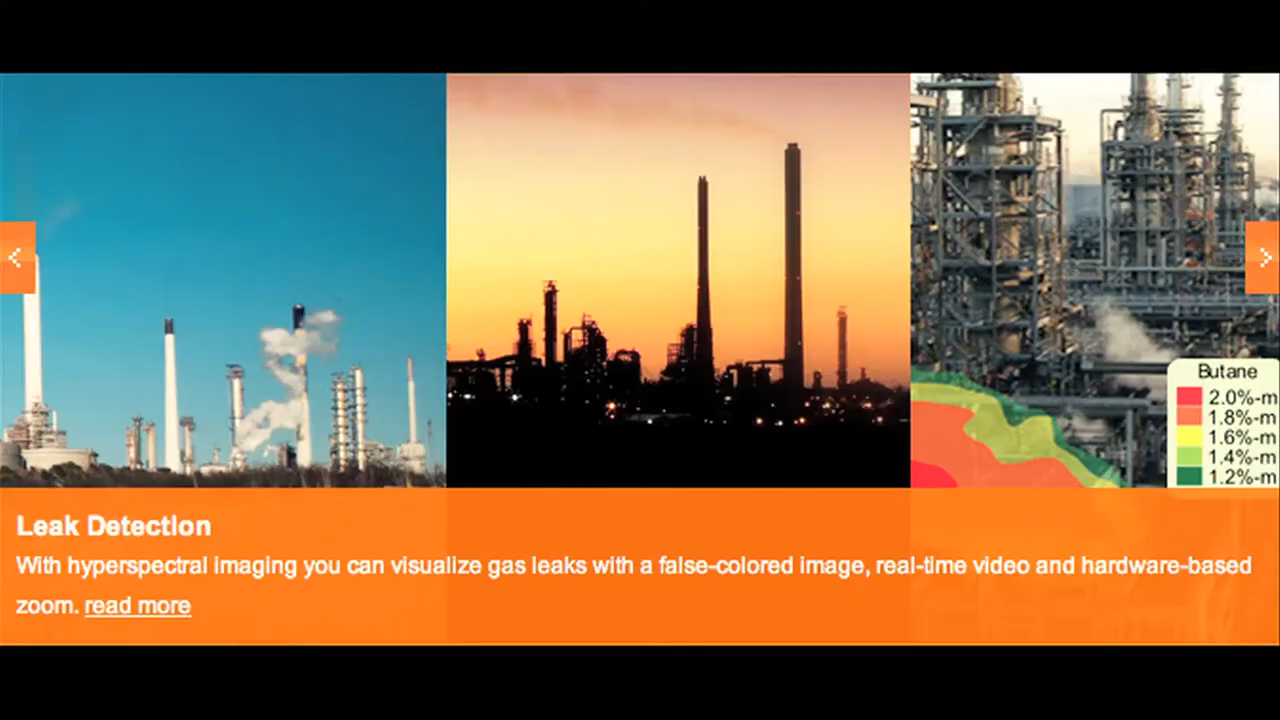 Butane
2.0%-m
1.8%-m
1.6%-m
1.4%-m
1.2%-m
Leak Detection
With hyperspectral imaging you can visualize gas leaks with a false-colored image, real-time video and hardware-based
zoom. read more